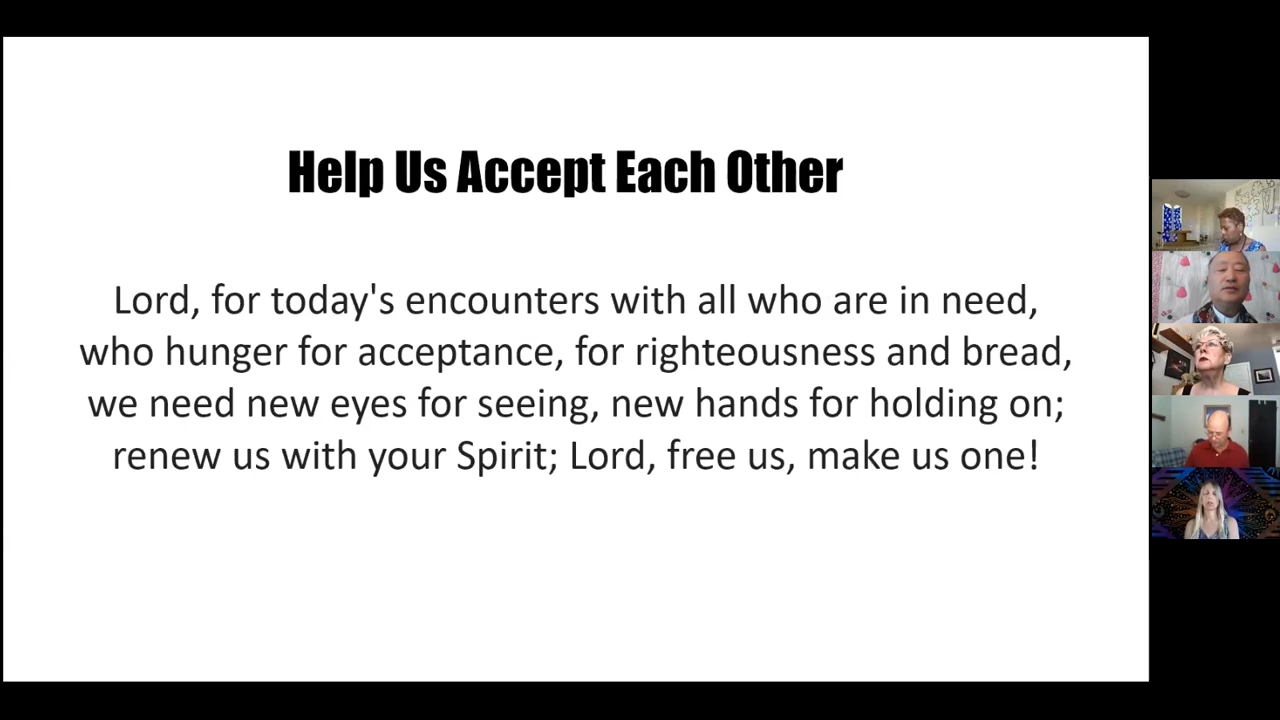 Help Us Accept Each Other
Lord, for today's encounters with all who are in need,
who hunger for acceptance, for righteousness and bread,
we need new eyes for seeing, new hands for holding on;
renew us with your Spirit; Lord, free us, make us one!